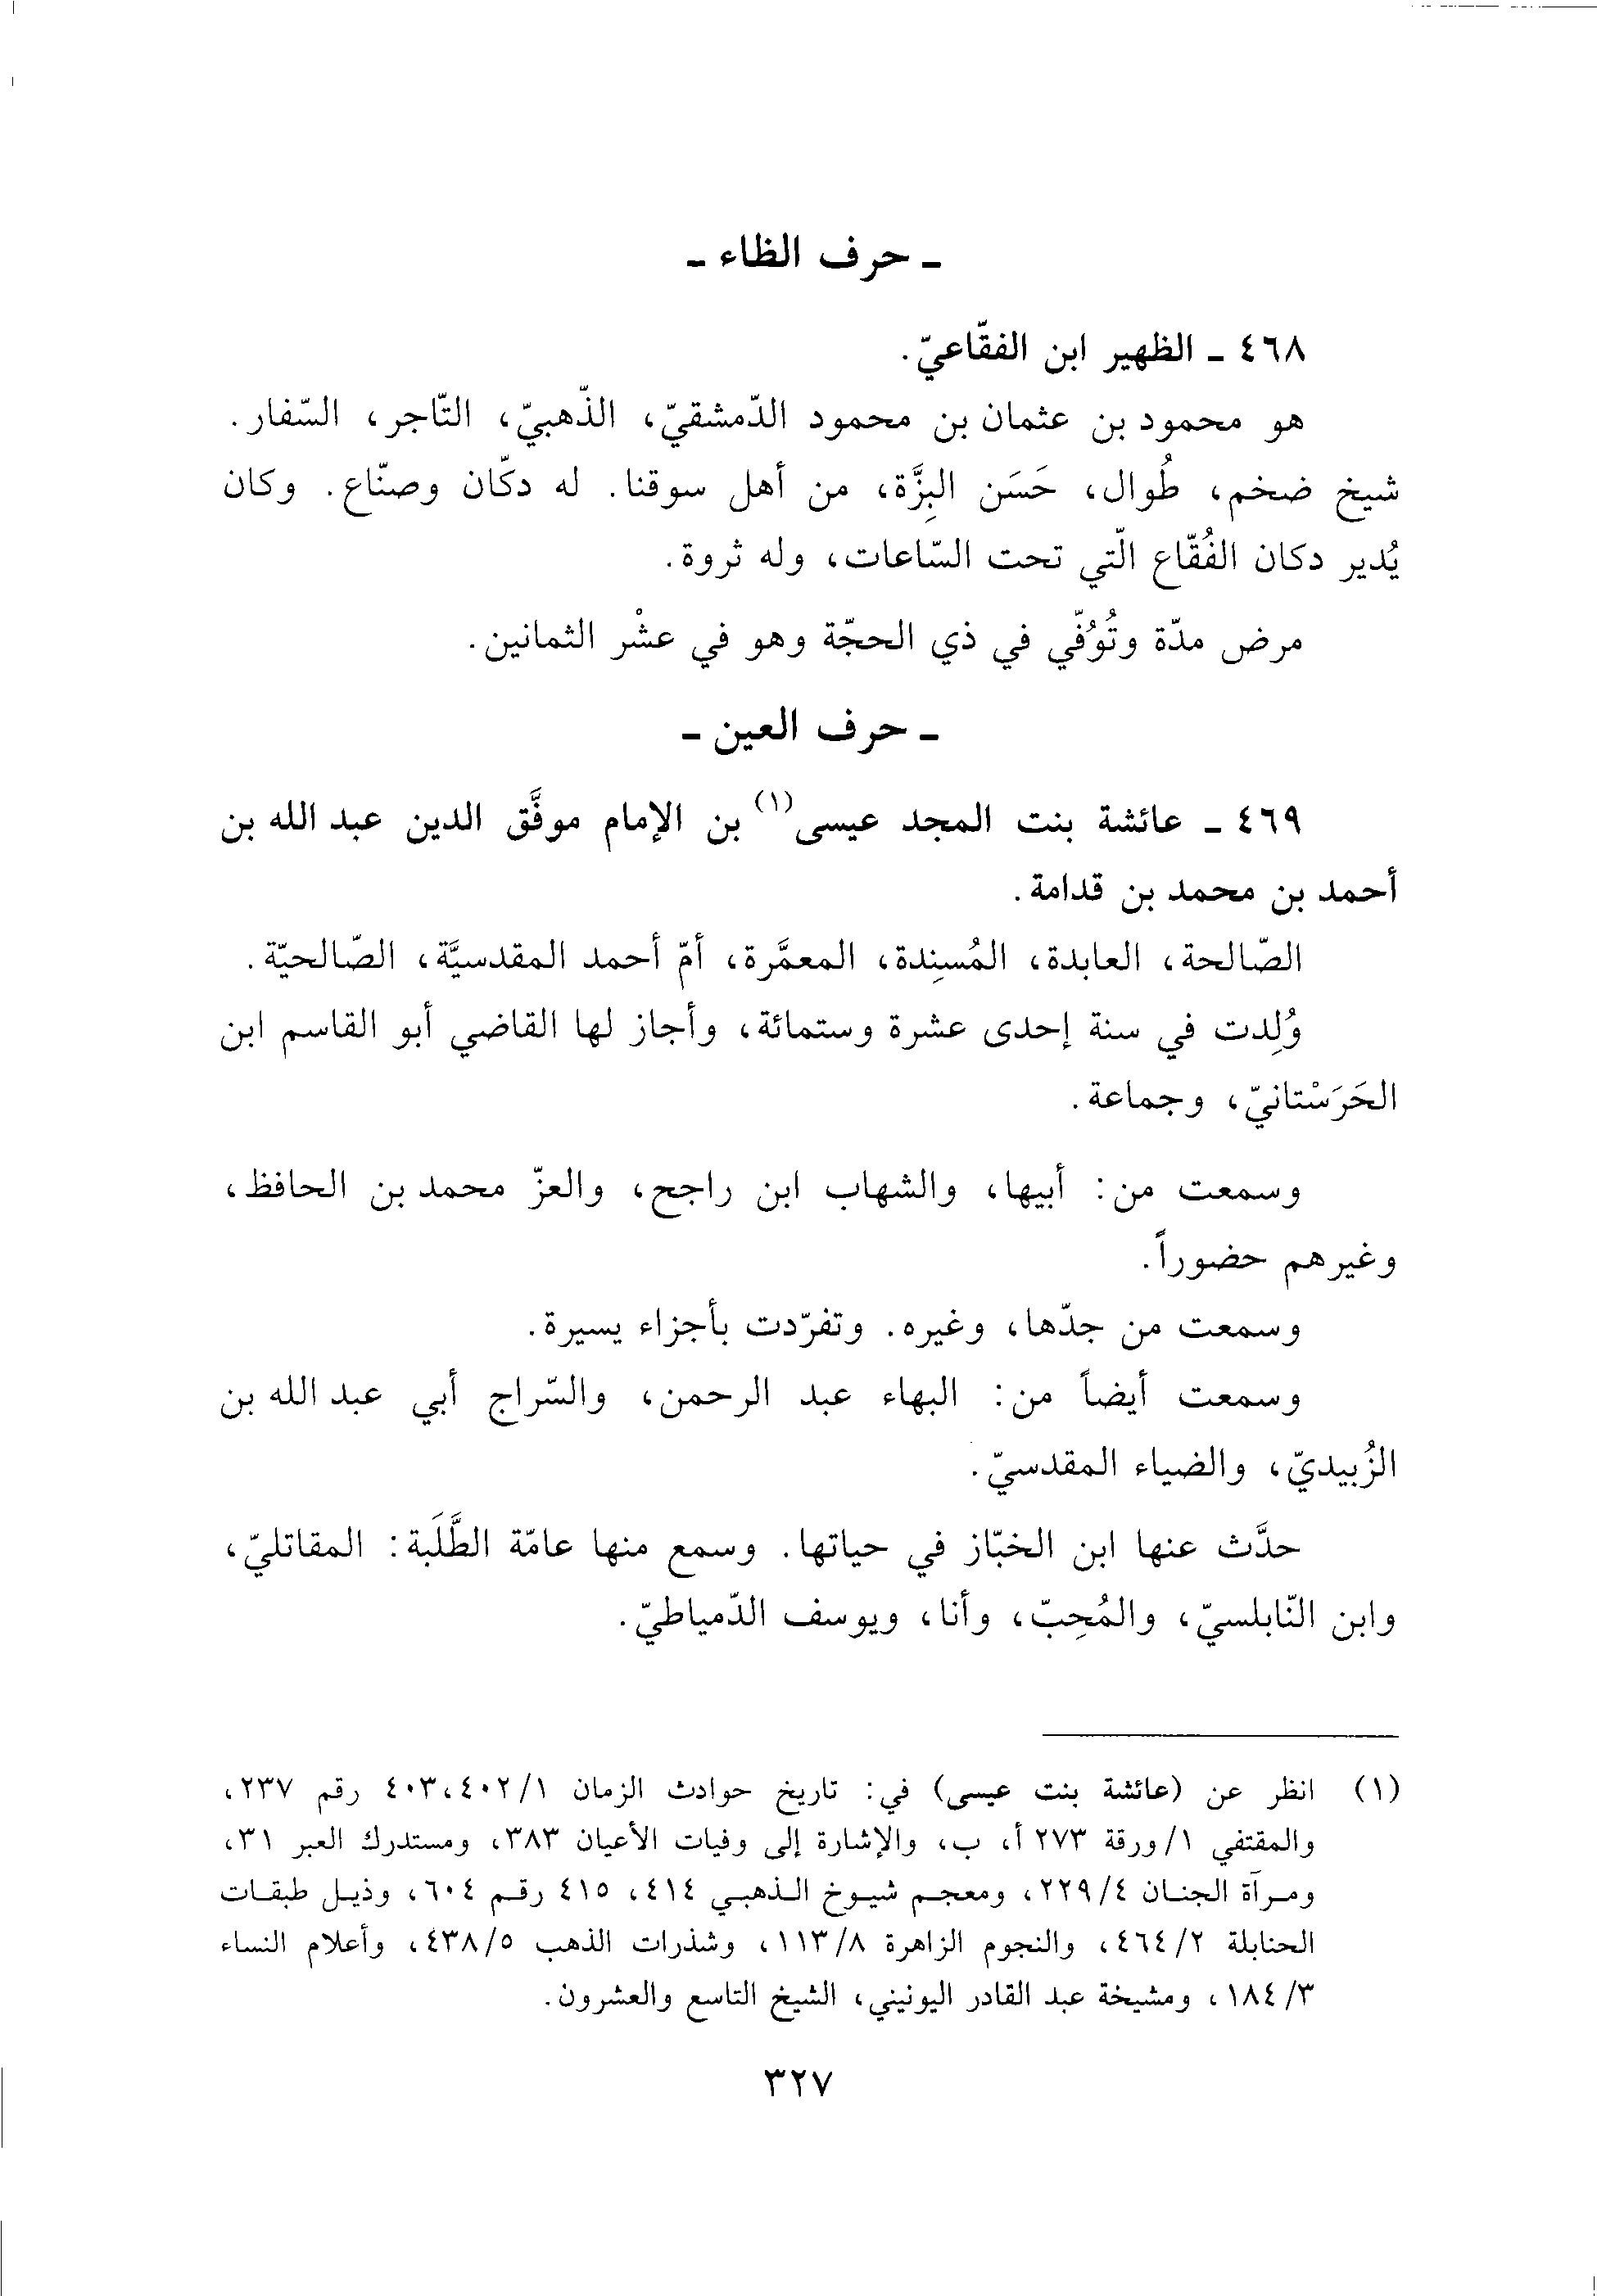 ـ حرف الظاء ـ
٤٦٨ ـ الظهير ابن الفقّاعيّ.
هو محمود بن عثمان بن محمود الدّمشقيّ، الذّهبيّ، التّاجر، السّفار.
شيخ ضخم، طُوال، حَسَن البِزَّة، من أهل سوقنا. له دكّان وصنّاع. وكان
يُدير دكان الفُقّاع الّتي تحت السّاعات، وله ثروة.
مرض مدّة وتُوُفّي في ذي الحجّة وهو في عشْر الثمانين.
ـ حرف العين ـ
٤٦٩ ـ عائشة بنت المجد عيسى(١) بن الإمام موفَّق الدين عبد الله بن
أحمد بن محمد بن قدامة.
الصّالحة، العابدة، المُسنِدة، المعمَّرة، أمّ أحمد المقدسيَّة، الصّالحيّة.
وُلِدت في سنة إحدى عشرة وستمائة، وأجاز لها القاضي أبو القاسم ابن
الحَرَسْتانيّ، وجماعة.
وسمعت من: أبيها، والشهاب ابن راجح، والعزّ محمد بن الحافظ،
وغيرهم حضوراً.
وسمعت من جدّها، وغيره. وتفرّدت بأجزاء يسيرة.
وسمعت أيضاً من: البهاء عبد الرحمن، والسّراج أبي عبد الله بن
الزُبيديّ، والضياء المقدسيّ.
حدَّث عنها ابن الخبّاز في حياتها. وسمع منها عامّة الطَّلَبة: المقاتليّ،
وابن النّابلسيّ، والمُحِبّ، وأنا، ويوسف الدّمياطيّ.
(١) انظر عن (عائشة بنت عيسى) في: تاريخ حوادث الزمان ١/٤٠٢،٤٠٣ رقم ٢٣٧،
والمقتفي ١/ورقة ٢٧٣ أ، ب، والإشارة إلى وفيات الأعيان ٣٨٣، ومستدرك العبر ٣١،
ومرآة الجنان ٤/٢٢٩، ومعجم شيوخ الذهبي ٤١٤، ٤١٥ رقم ٦٠٤، وذيل طبقات
الحنابلة ٢/٤٦٤، والنجوم الزاهرة ٨/١١٣، وشذرات الذهب ٥/٤٣٨، وأعلام النساء
٣/١٨٤، ومشيخة عبد القادر اليونيني، الشيخ التاسع والعشرون.
٣٢٧